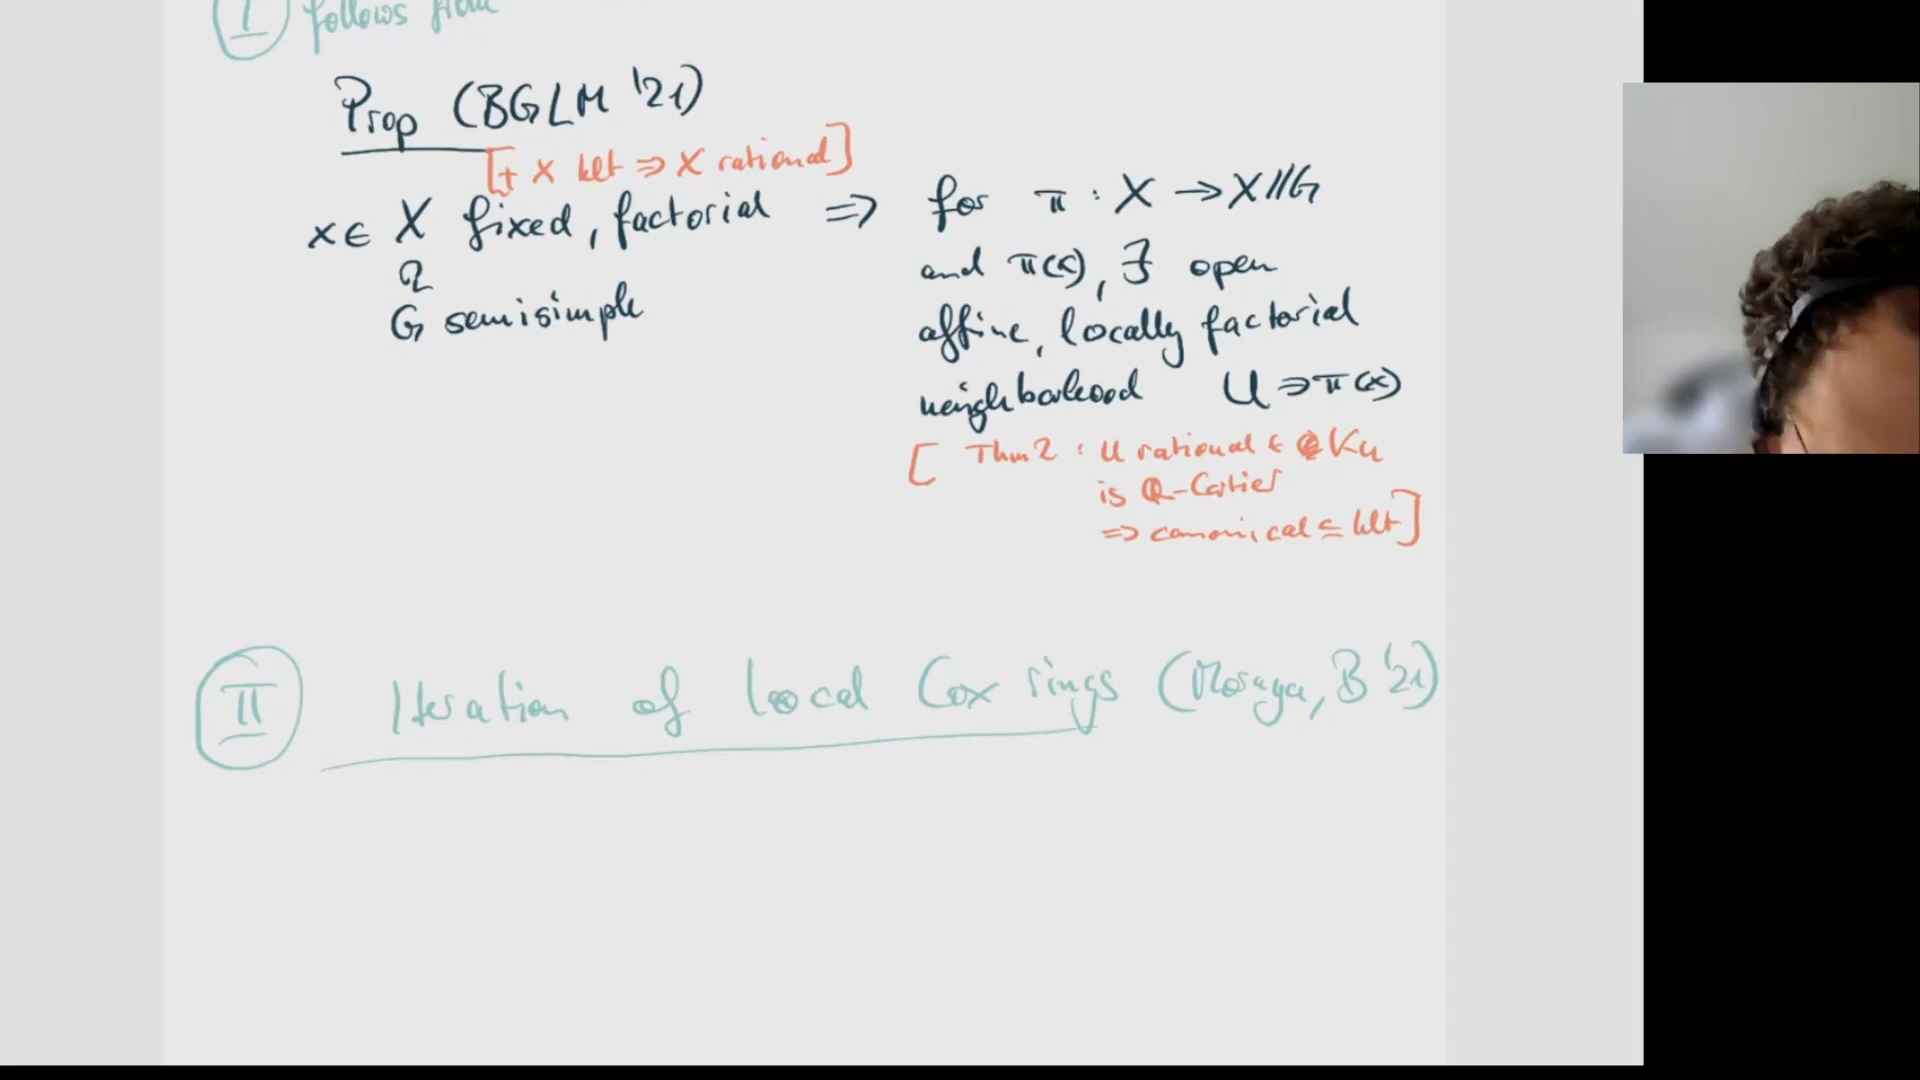 I follows from
Prop (BGLM '21)
[+ X klt ⇒ X rational]
x ∈ X fixed, factorial ⇒ for π : X → X//G
G semisimple
and π(x), ∃ open
affine, locally factorial
neighborhood U ∋ π(x)
[ Thm 2 : U rational & K_U
is Q-Cartier
⇒ canonical ⊆ klt ]
II Iteration of local Cox rings (Moraga, B '21)